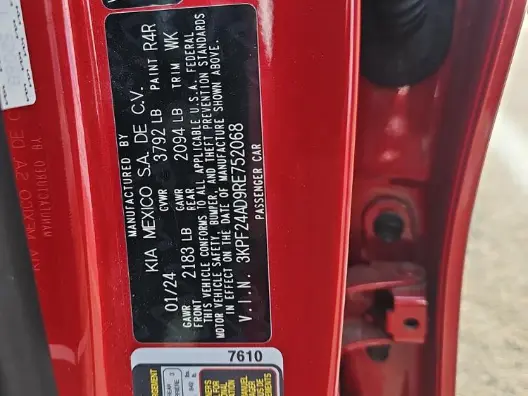 MANUFACTURED BY
KIA MEXICO S.A. DE C.V.
01/24 GVWR 3792 LB PAINT R4R
GAWR FRONT 2183 LB GAWR REAR 2094 LB TRIM WK
THIS VEHICLE CONFORMS TO ALL APPLICABLE U.S.A. FEDERAL
MOTOR VEHICLE SAFETY, BUMPER, AND THEFT PREVENTION STANDARDS
IN EFFECT ON THE DATE OF MANUFACTURE SHOWN ABOVE.
V.I.N. 3KPF24AD9RE752068
PASSENGER CAR
7610